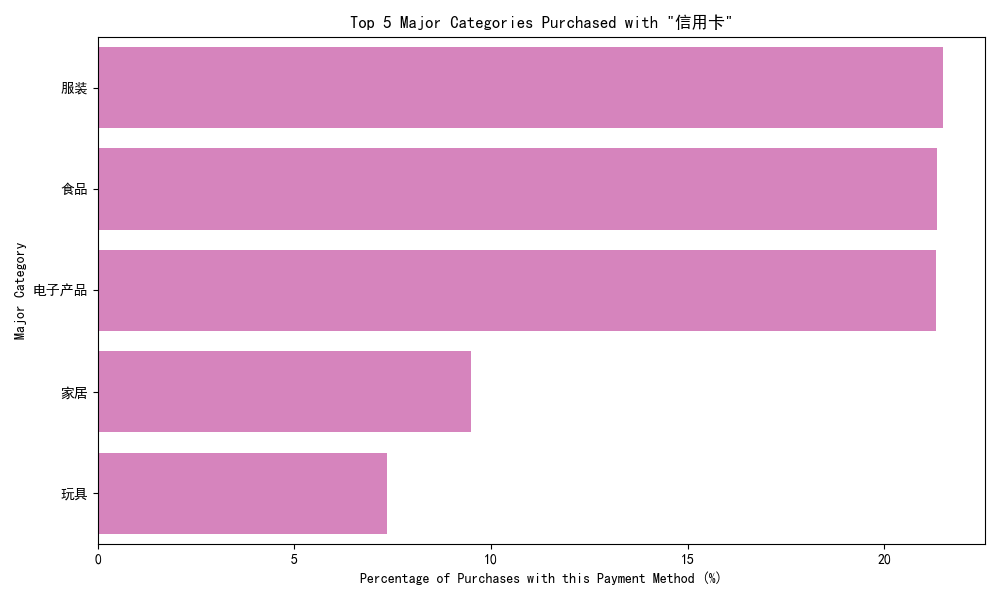 Top 5 Major Categories Purchased with "信用卡"
Major Category
服装
食品
电子产品
家居
玩具
0 5 10 15 20
Percentage of Purchases with this Payment Method (%)